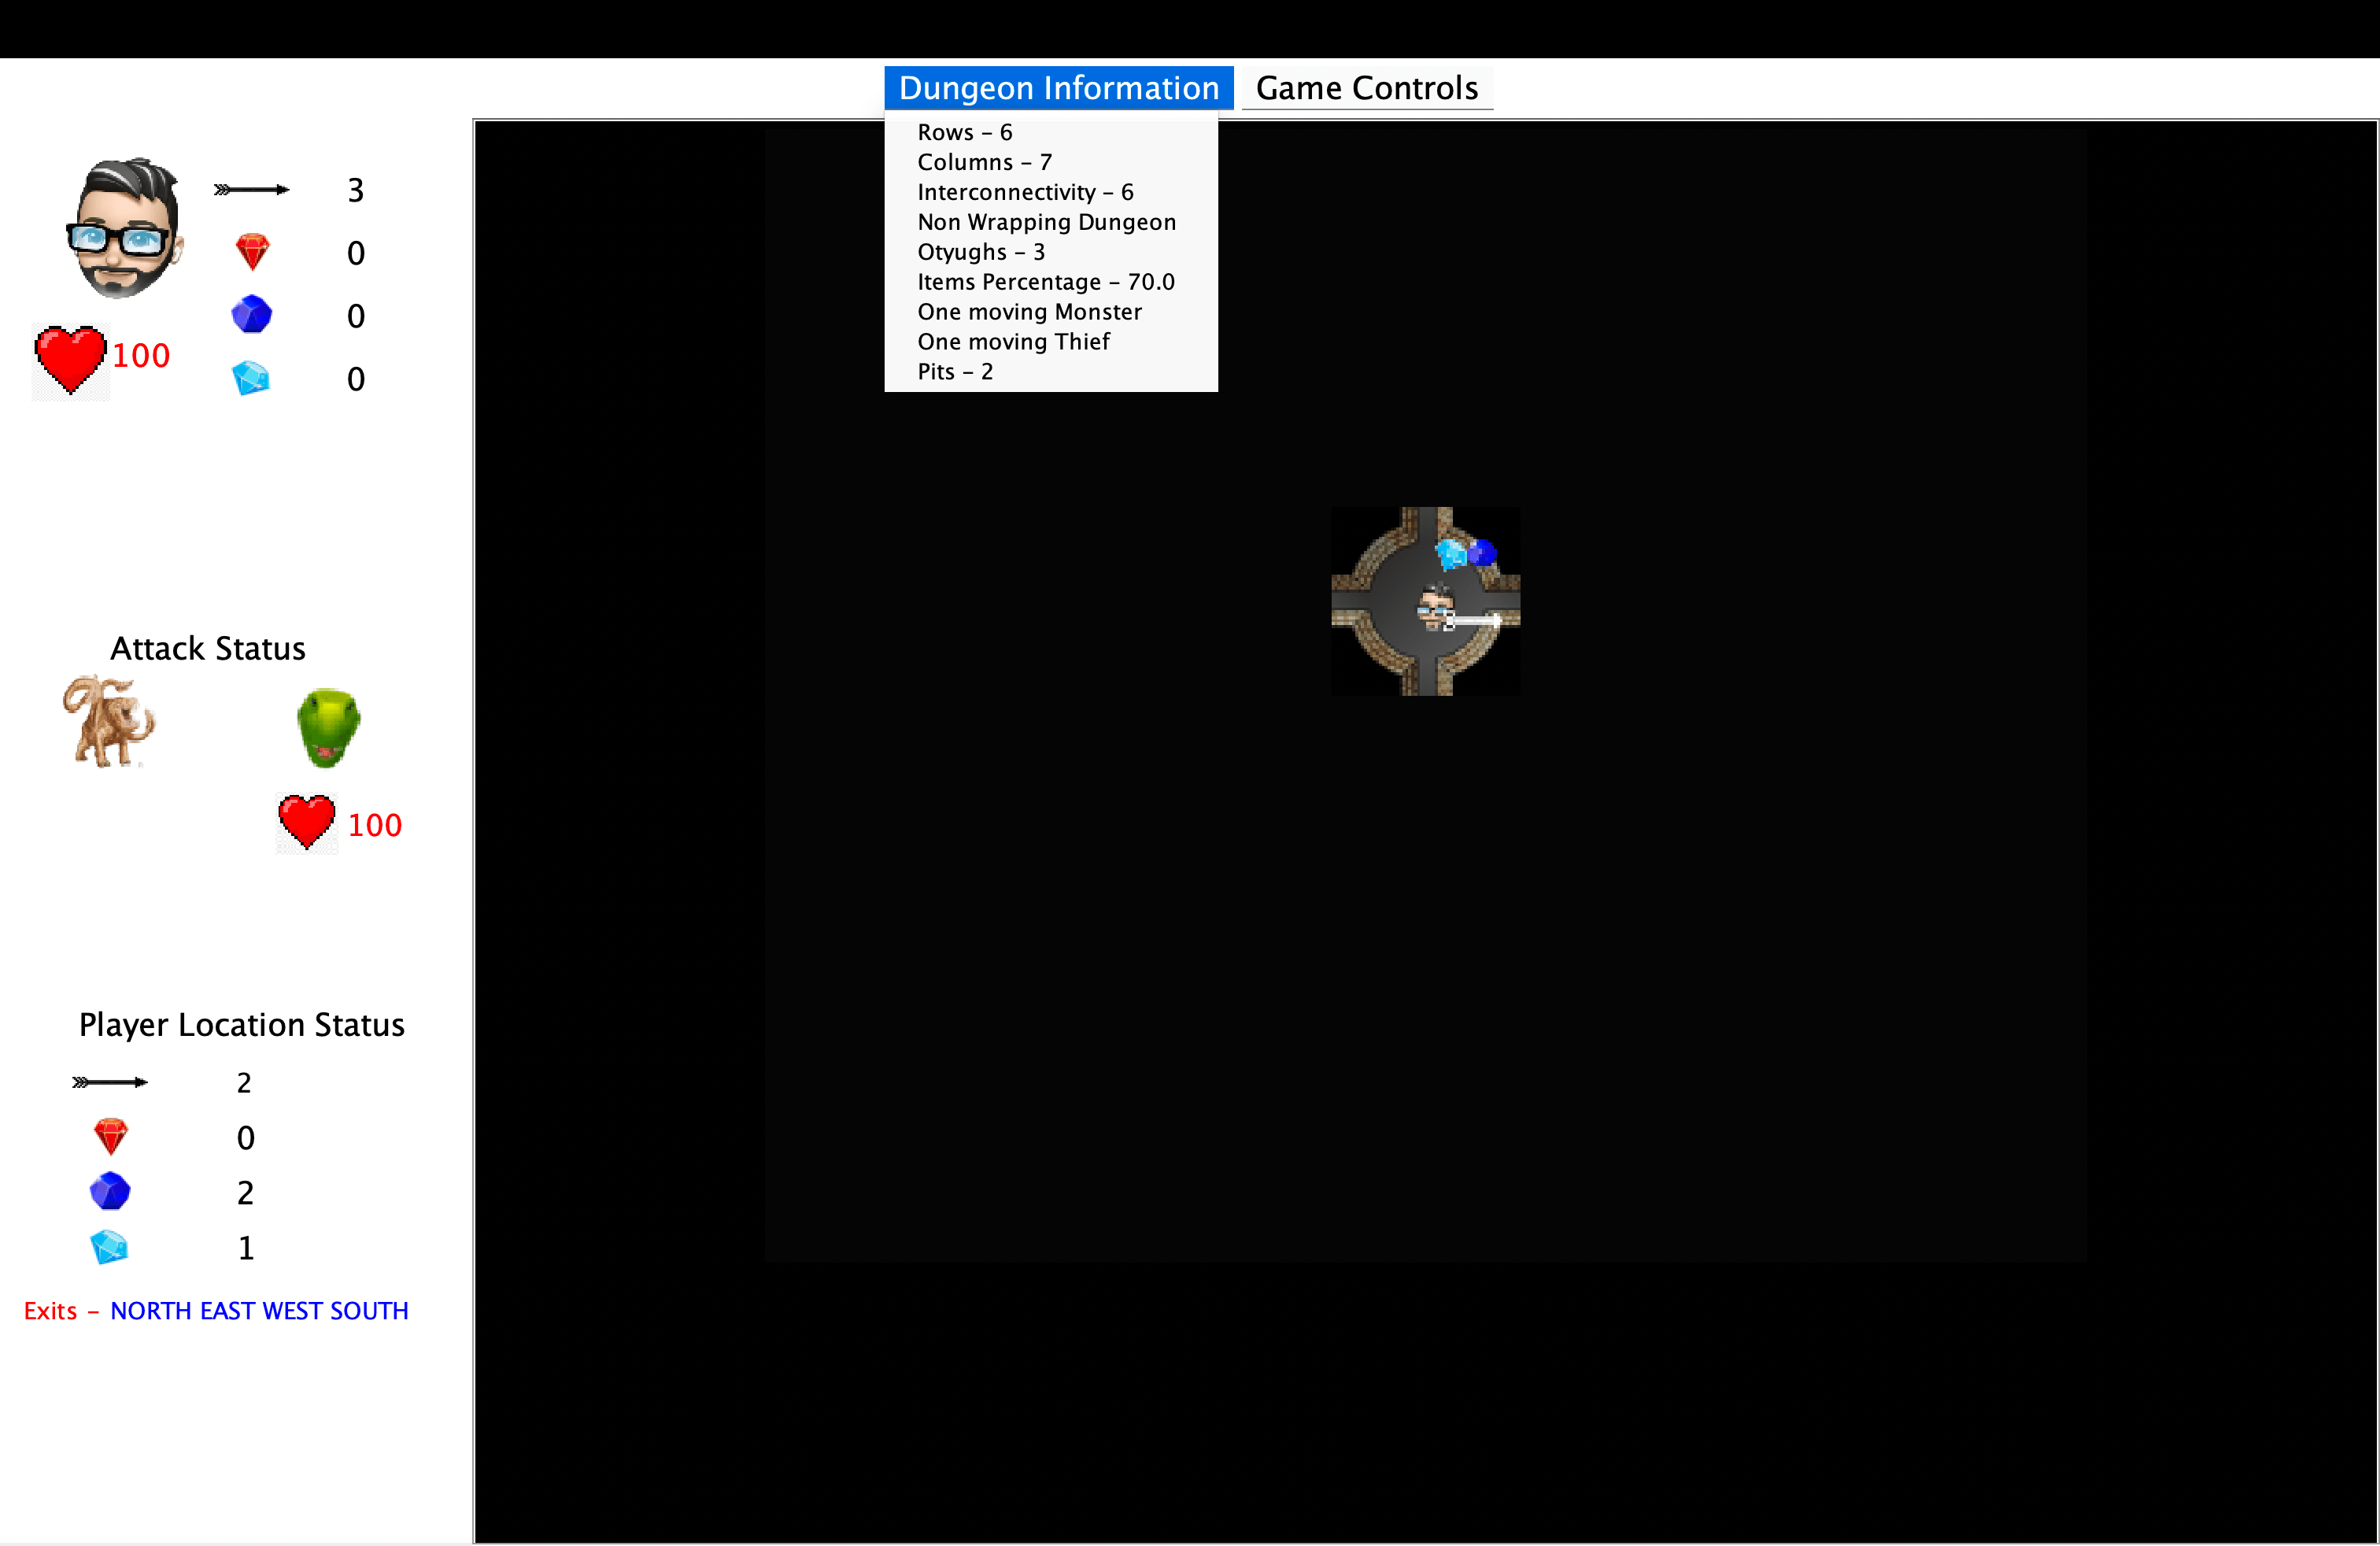 Dungeon Information Game Controls
Rows - 6
Columns - 7
Interconnectivity - 6
Non Wrapping Dungeon
Otyughs - 3
Items Percentage - 70.0
One moving Monster
One moving Thief
Pits - 2
3
0
0
100
0
Attack Status
100
Player Location Status
2
0
2
1
Exits - NORTH EAST WEST SOUTH